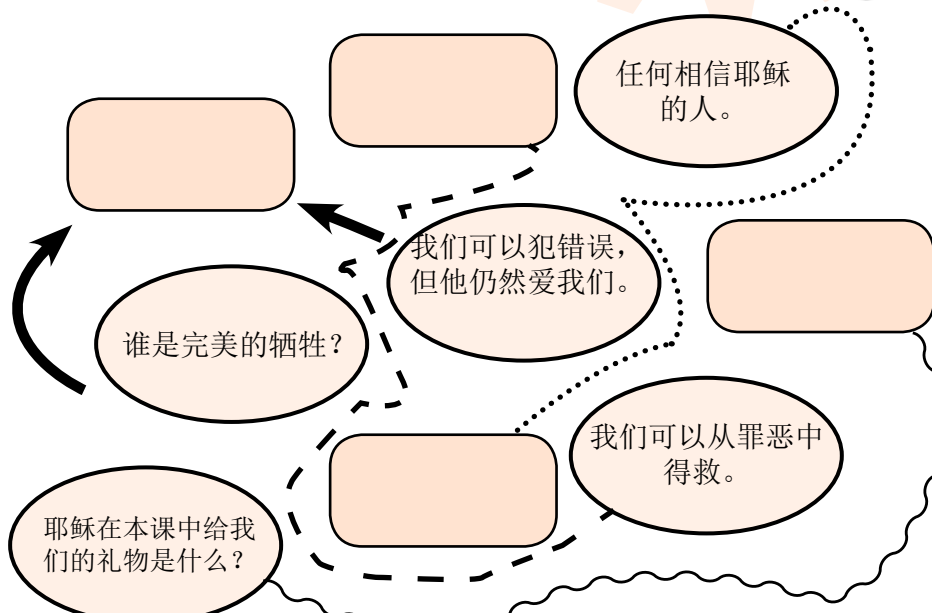 任何相信耶稣
的人。
我们可以犯错误，
但他仍然爱我们。
谁是完美的牺牲？
我们可以从罪恶中
得救。
耶稣在本课中给我
们的礼物是什么？